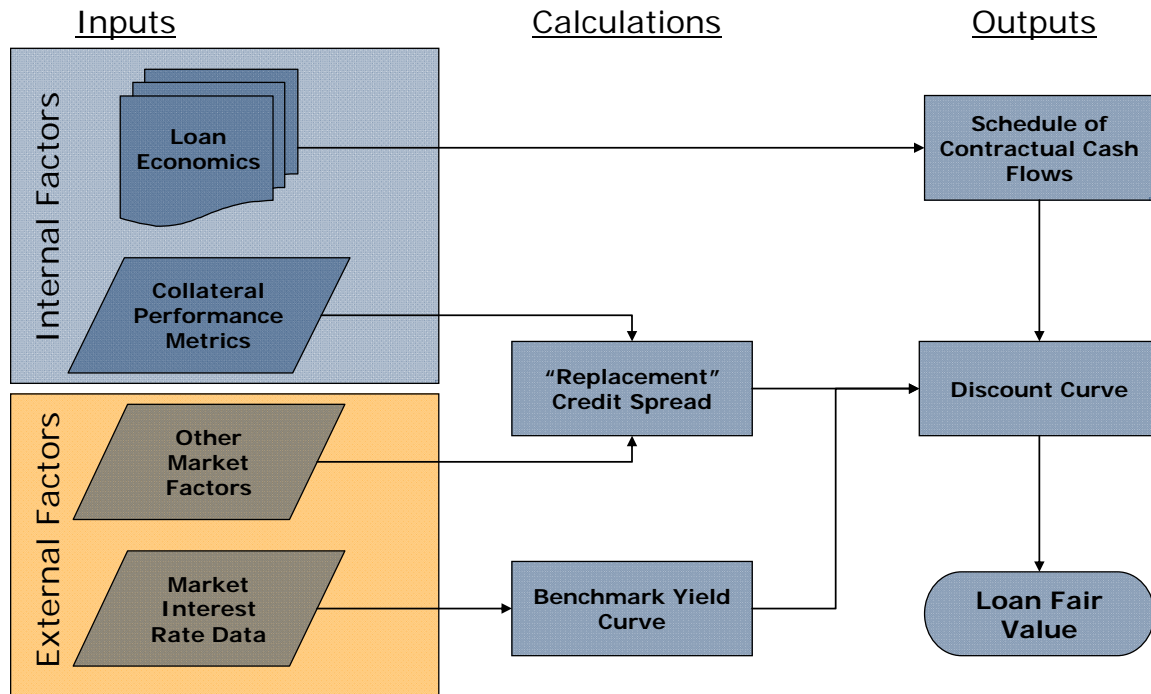 Inputs
Calculations
Outputs
Internal Factors
Loan
Economics
Schedule of
Contractual Cash
Flows
Collateral
Performance
Metrics
“Replacement”
Credit Spread
Discount Curve
External Factors
Other
Market
Factors
Market
Interest
Rate Data
Benchmark Yield
Curve
Loan Fair
Value